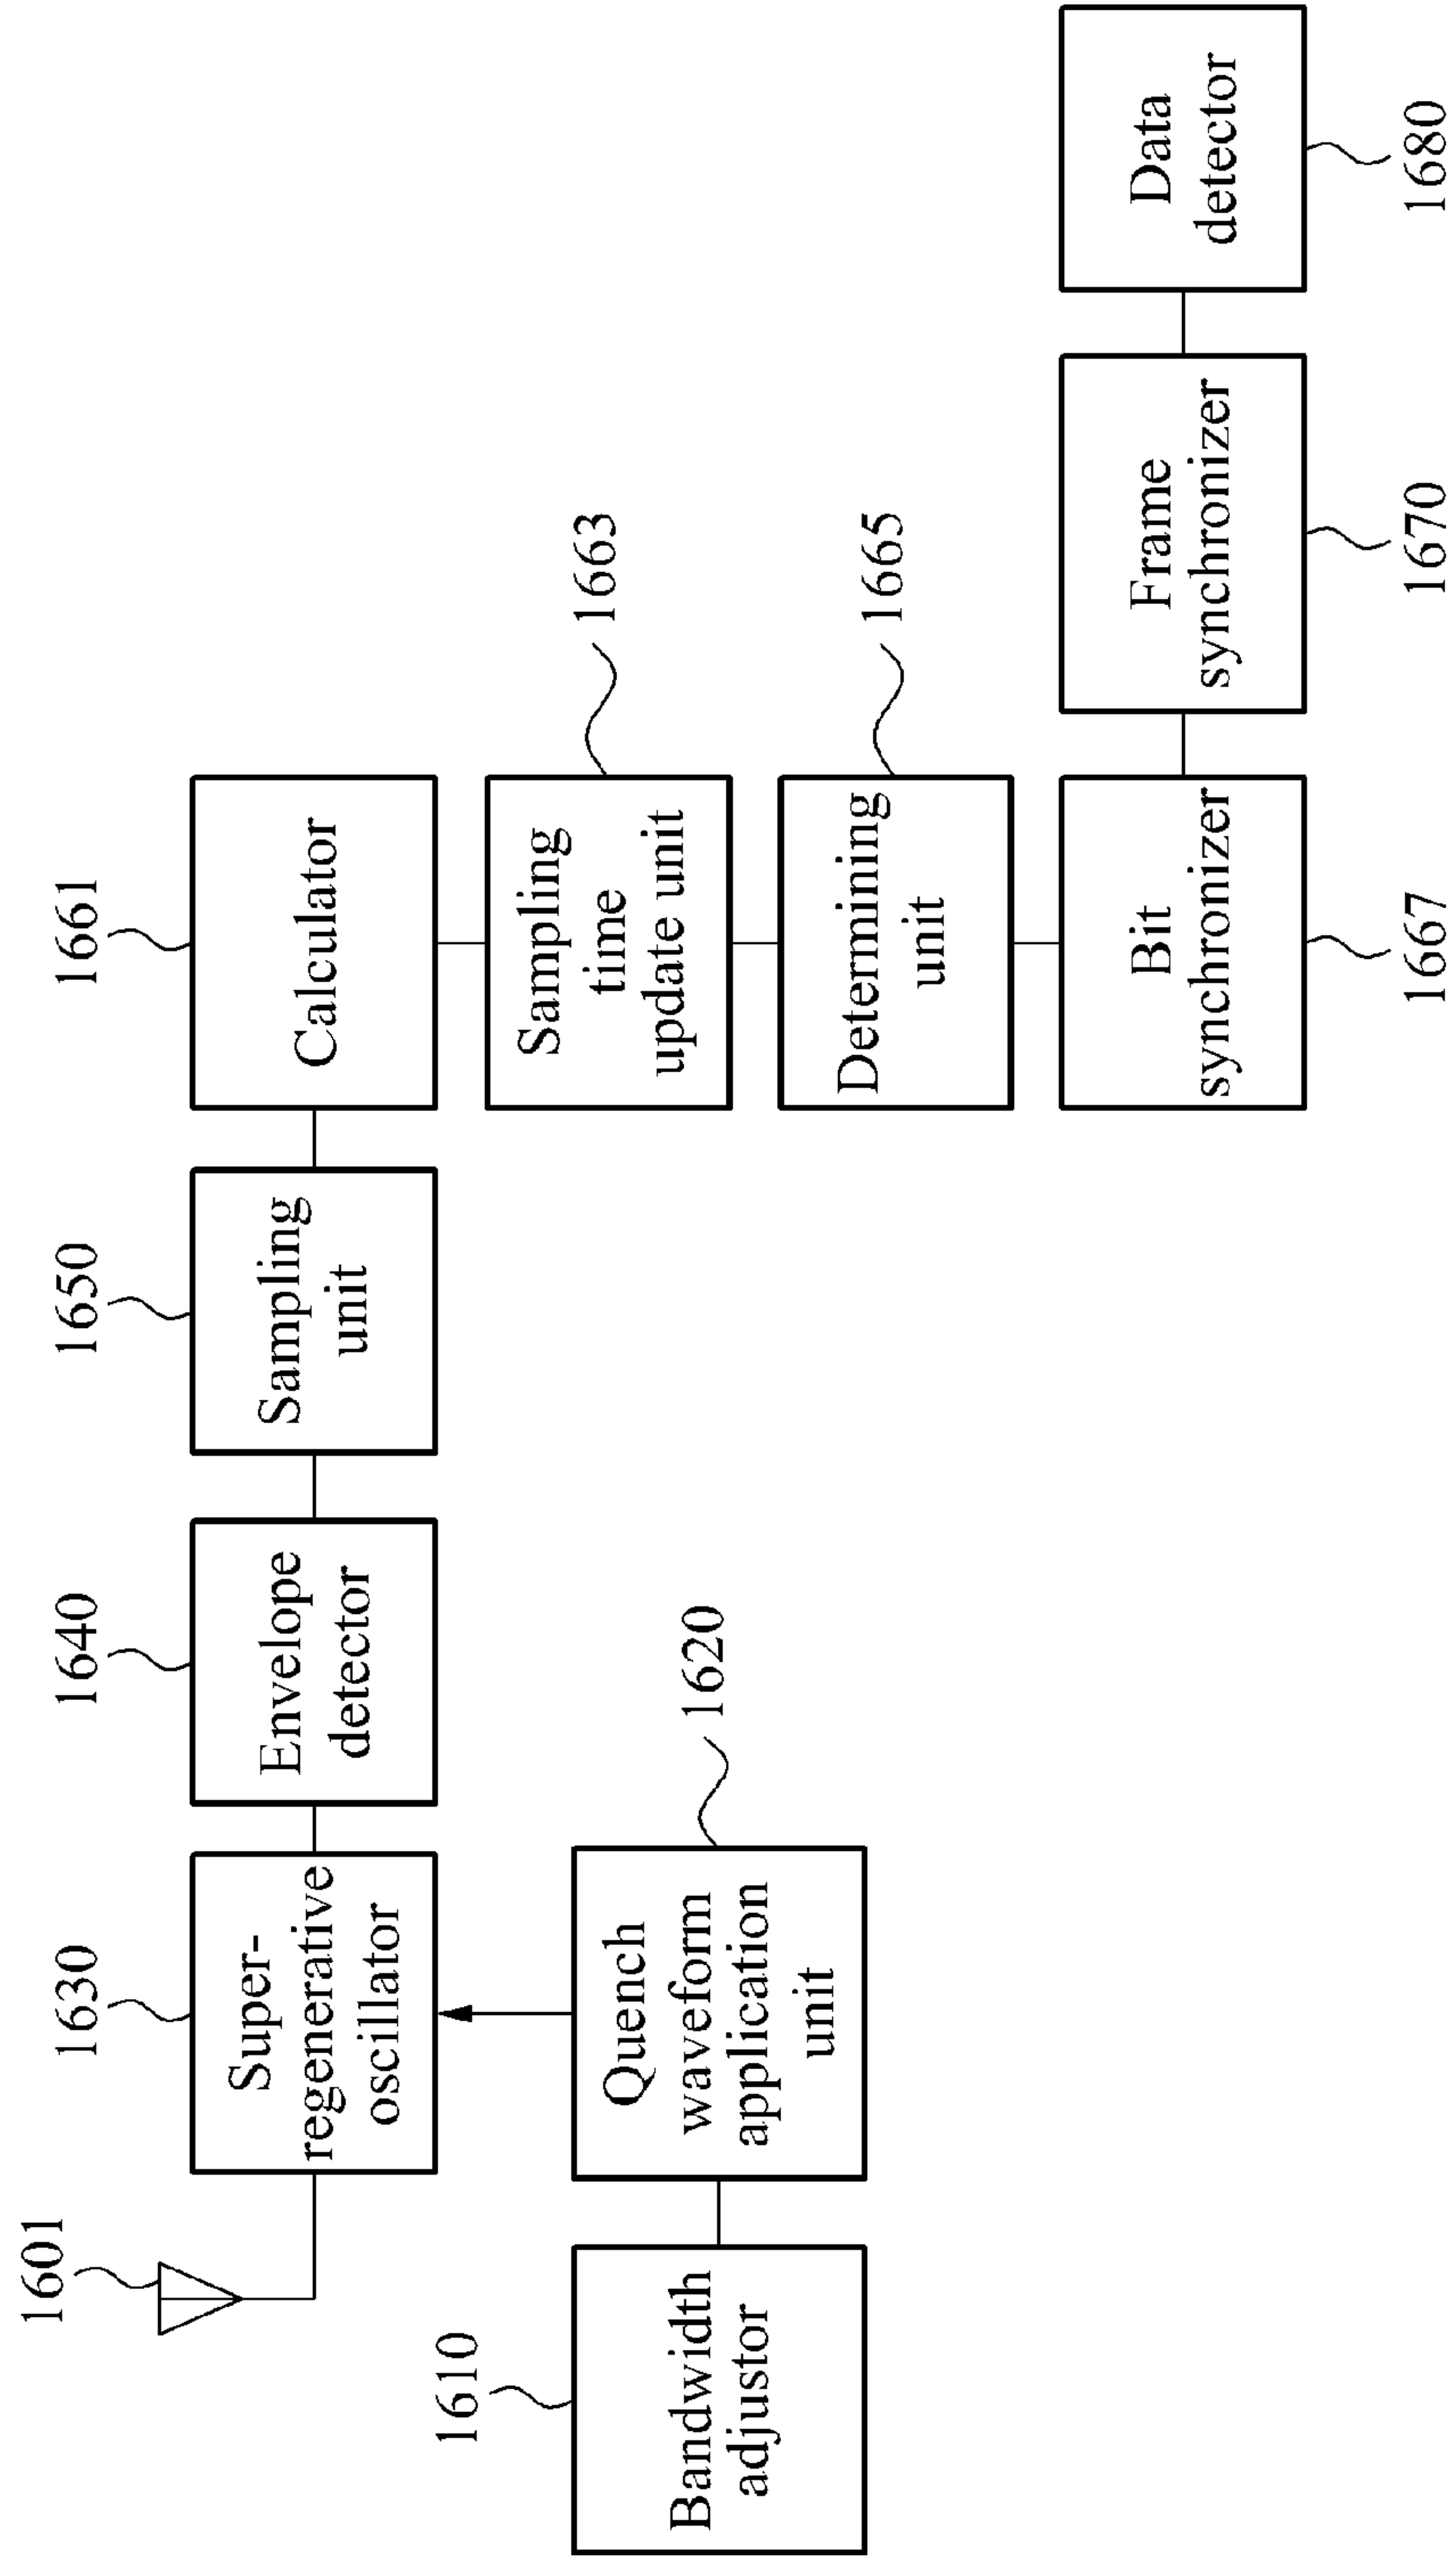 1601
1630
1640
1650
1661
Super-
regenerative
oscillator
Envelope
detector
Sampling
unit
Calculator
1610
Bandwidth
adjustor
Quench
waveform
application
unit
1620
Sampling
time
update unit
1663
Determining
unit
1665
Bit
synchronizer
Frame
synchronizer
Data
detector
1667
1670
1680